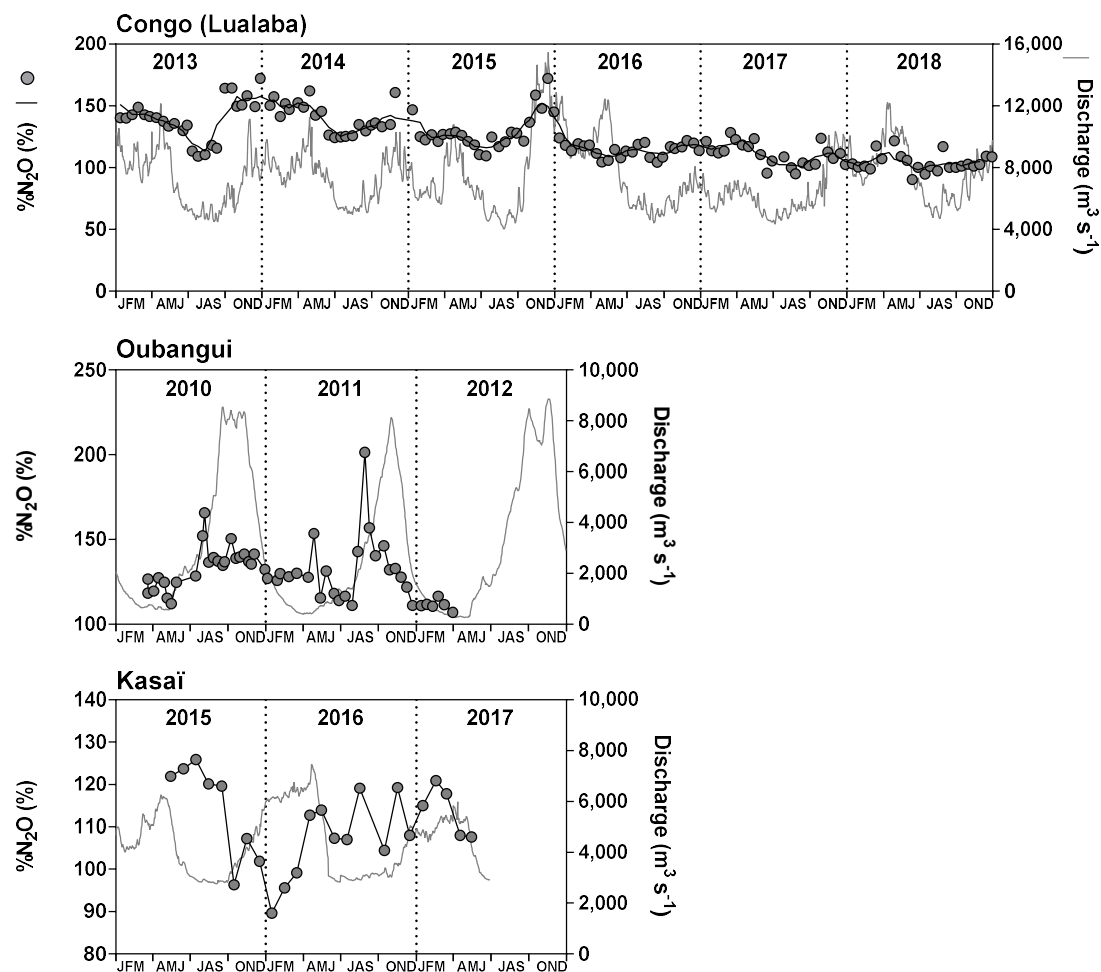 Congo (Lualaba)
200
150
100
50
0
%N₂O (%)
2013 2014 2015 2016 2017 2018
16,000
12,000
8,000
4,000
0
Discharge (m³ s⁻¹)
JFM AMJ JAS OND JFM AMJ JAS OND JFM AMJ JAS OND JFM AMJ JAS OND JFM AMJ JAS OND JFM AMJ JAS OND
Oubangui
250
200
150
100
%N₂O (%)
2010 2011 2012
10,000
8,000
6,000
4,000
2,000
0
Discharge (m³ s⁻¹)
JFM AMJ JAS OND JFM AMJ JAS OND JFM AMJ JAS OND
Kasaï
140
130
120
110
100
90
80
%N₂O (%)
2015 2016 2017
10,000
8,000
6,000
4,000
2,000
0
Discharge (m³ s⁻¹)
JFM AMJ JAS OND JFM AMJ JAS OND JFM AMJ JAS OND